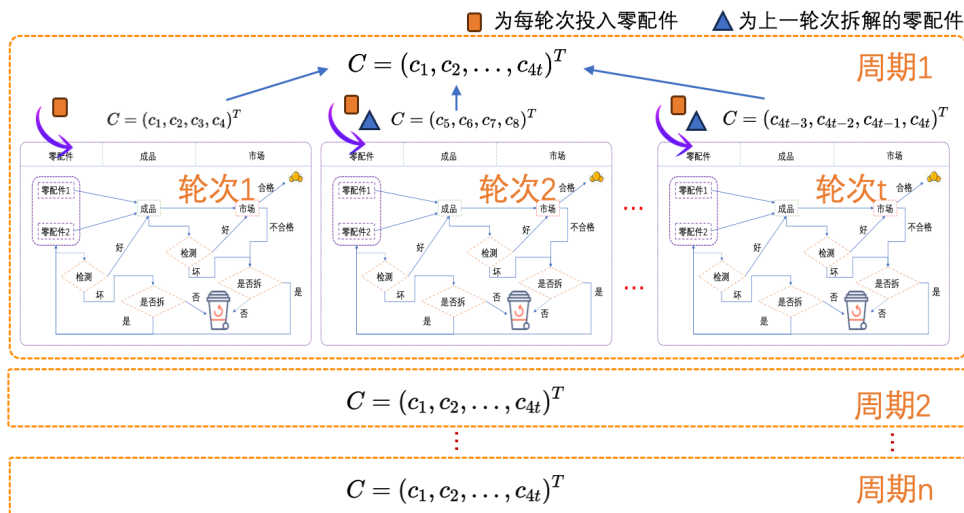 为每轮次投入零配件 为上一轮次拆解的零配件
C = (c₁, c₂, . . . , c₄ₜ)ᵀ
周期1
C = (c₁, c₂, c₃, c₄)ᵀ
C = (c₅, c₆, c₇, c₈)ᵀ
C = (c₄ₜ₋₃, c₄ₜ₋₂, c₄ₜ₋₁, c₄ₜ)ᵀ
零配件 成品 市场
轮次1
零配件1
零配件2
成品
市场
合格
不合格
好
检测
坏
好
检测
坏
是否拆
是否拆
否
否
是
是
零配件 成品 市场
轮次2
零配件1
零配件2
成品
市场
合格
不合格
好
检测
坏
好
检测
坏
是否拆
是否拆
否
否
是
是
...
...
零配件 成品 市场
轮次t
零配件1
零配件2
成品
市场
合格
不合格
好
检测
坏
好
检测
坏
是否拆
是否拆
否
否
是
是
C = (c₁, c₂, . . . , c₄ₜ)ᵀ
周期2
C = (c₁, c₂, . . . , c₄ₜ)ᵀ
周期n